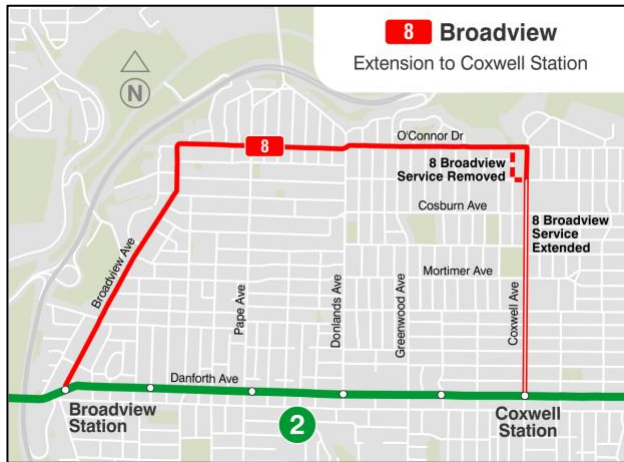 8 Broadview
Extension to Coxwell Station
N
8
O'Connor Dr
8 Broadview
Service Removed
Cosburn Ave
8 Broadview
Service
Extended
Broadview Ave
Pape Ave
Donlands Ave
Greenwood Ave
Mortimer Ave
Coxwell Ave
Danforth Ave
Broadview
Station
2
Coxwell
Station